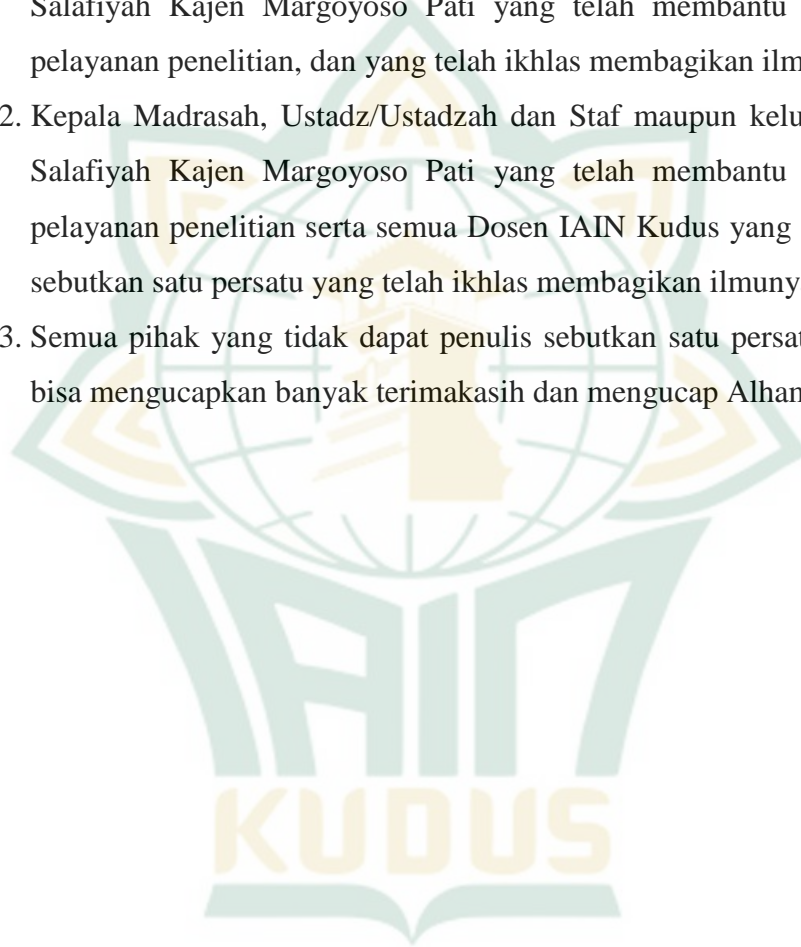 Salafiyah Kajen Margoyoso Pati yang telah membantu
pelayanan penelitian, dan yang telah ikhlas membagikan ilm
2. Kepala Madrasah, Ustadz/Ustadzah dan Staf maupun kelu
Salafiyah Kajen Margoyoso Pati yang telah membantu
pelayanan penelitian serta semua Dosen IAIN Kudus yang
sebutkan satu persatu yang telah ikhlas membagikan ilmuny
3. Semua pihak yang tidak dapat penulis sebutkan satu persat
bisa mengucapkan banyak terimakasih dan mengucap Alham
IAIN
KUDUS